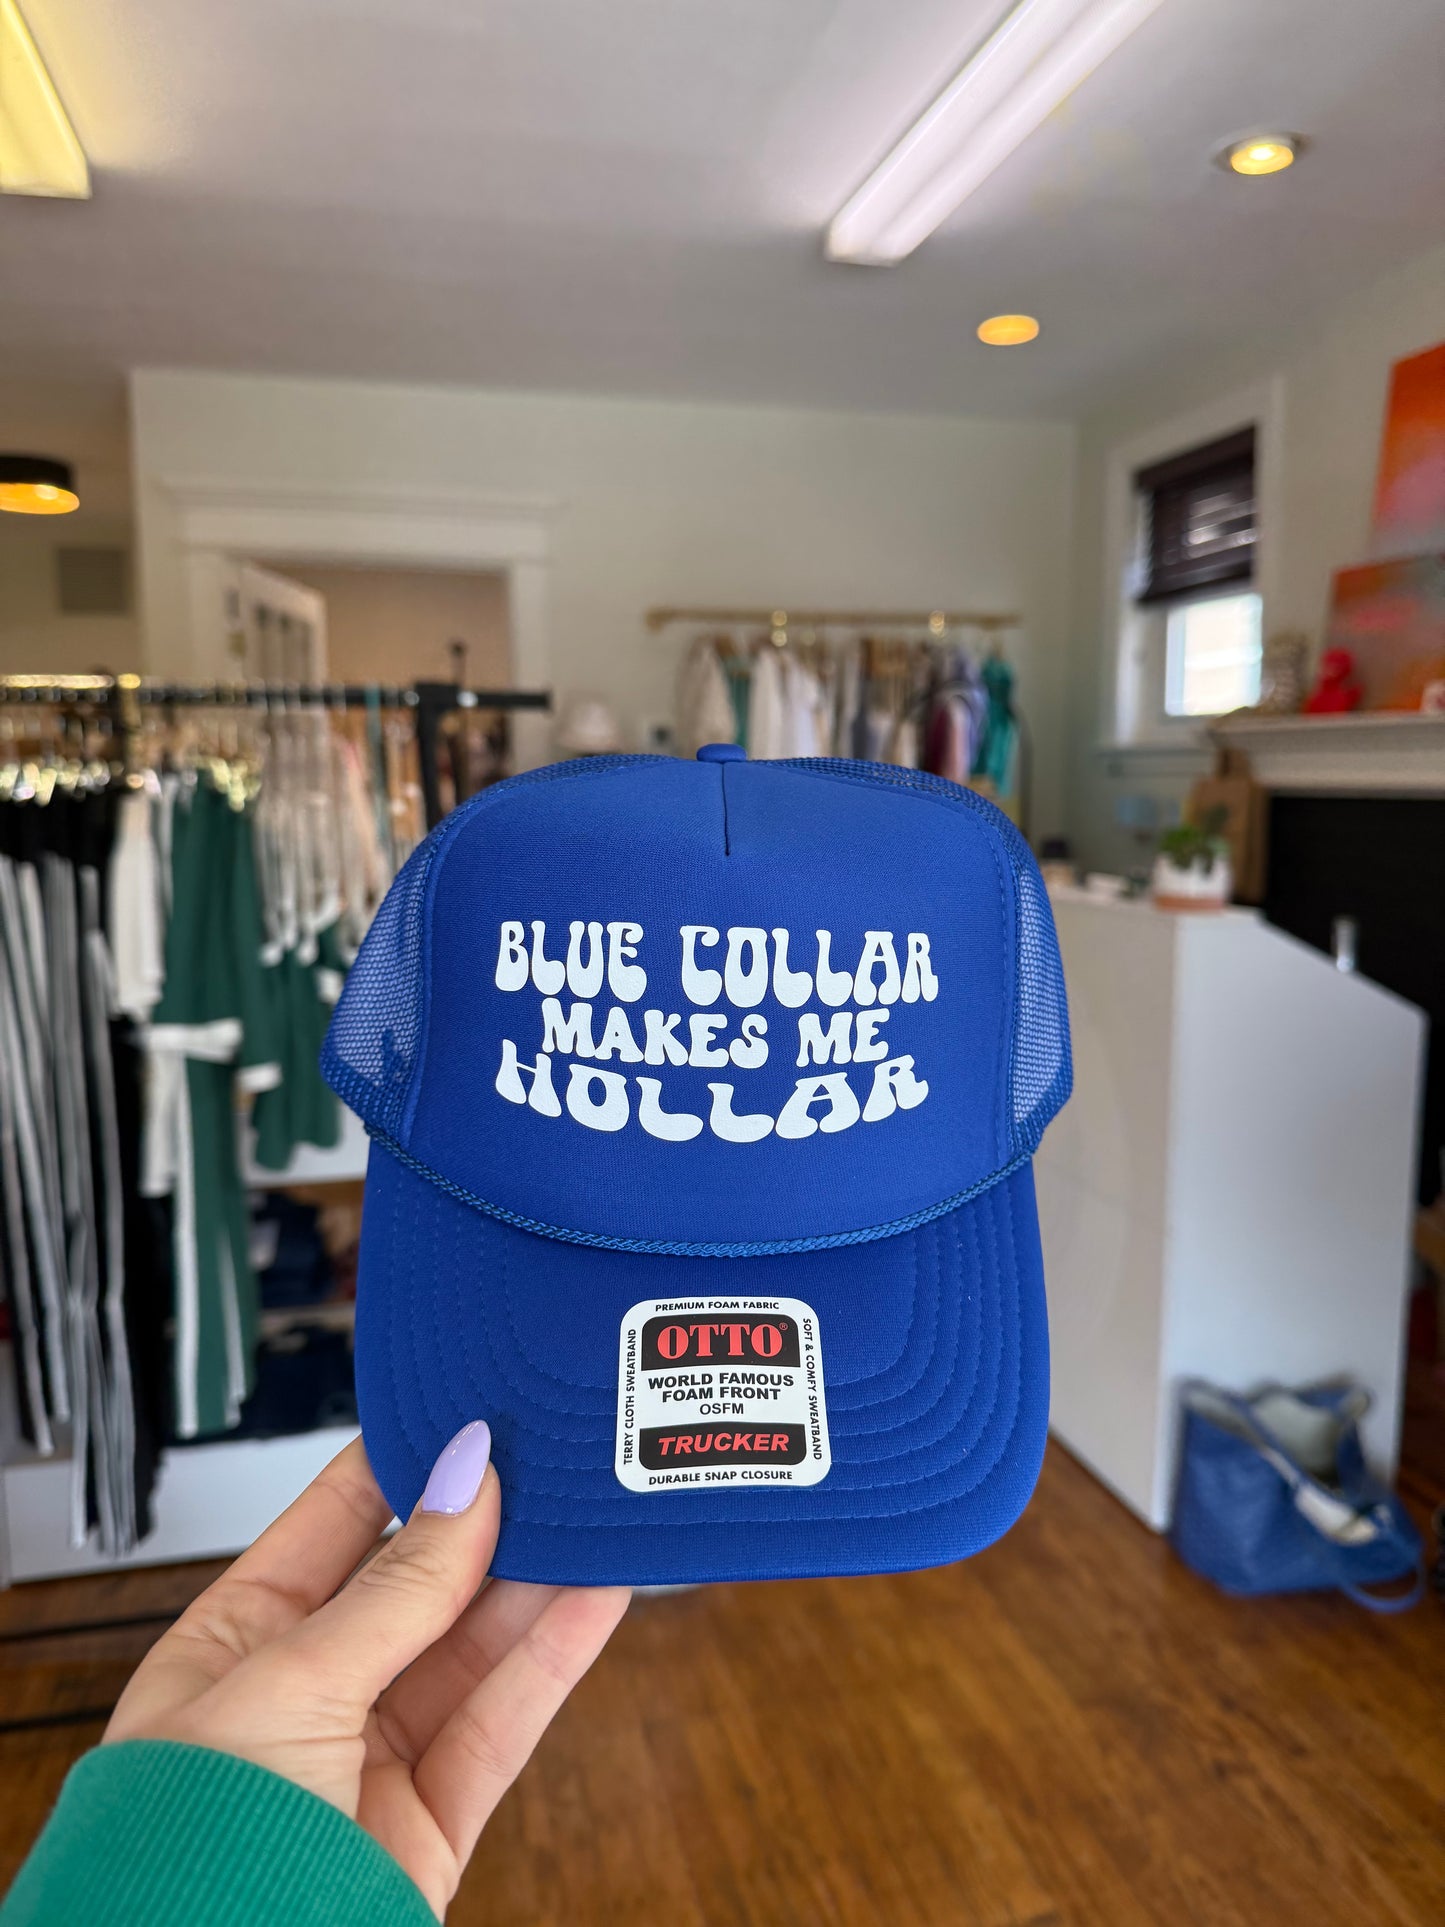 BLUE COLLAR
MAKES ME
HOLLAR
PREMIUM FOAM FABRIC
OTTO®
WORLD FAMOUS
FOAM FRONT
OSFM
TRUCKER
DURABLE SNAP CLOSURE
TERRY CLOTH SWEATBAND
SOFT & COMFY SWEATBAND